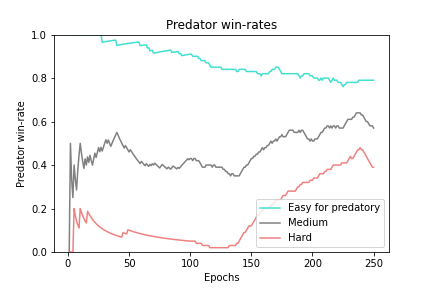 Predator win-rates
1.0
0.8
0.6
0.4
0.2
0.0
Predator win-rate
0
50
100
150
200
250
Epochs
Easy for predatory
Medium
Hard